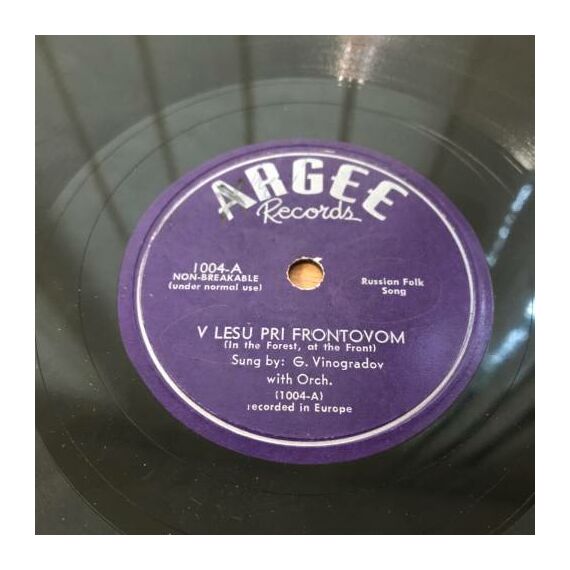 ARGEE
Records
1004-A
NON-BREAKABLE
(under normal use)
Russian Folk
Song
V LESU PRI FRONTOVOM
(In the Forest, at the Front)
Sung by: G. Vinogradov
with Orch.
(1004-A)
recorded in Europe